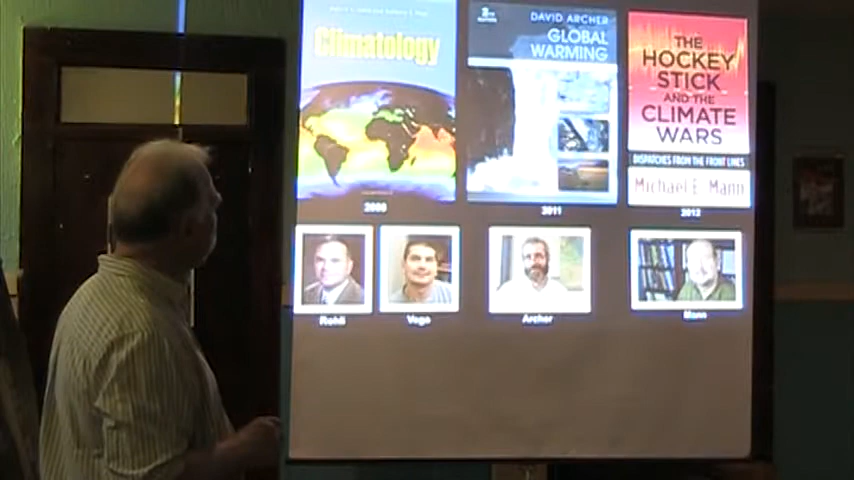 Climatology
2ND
DAVID ARCHER
GLOBAL
WARMING
THE
HOCKEY
STICK
AND THE
CLIMATE
WARS
DISPATCHES FROM THE FRONT LINES
Michael E. Mann
2011
2012
Rohli
Vega
Archer
Mann